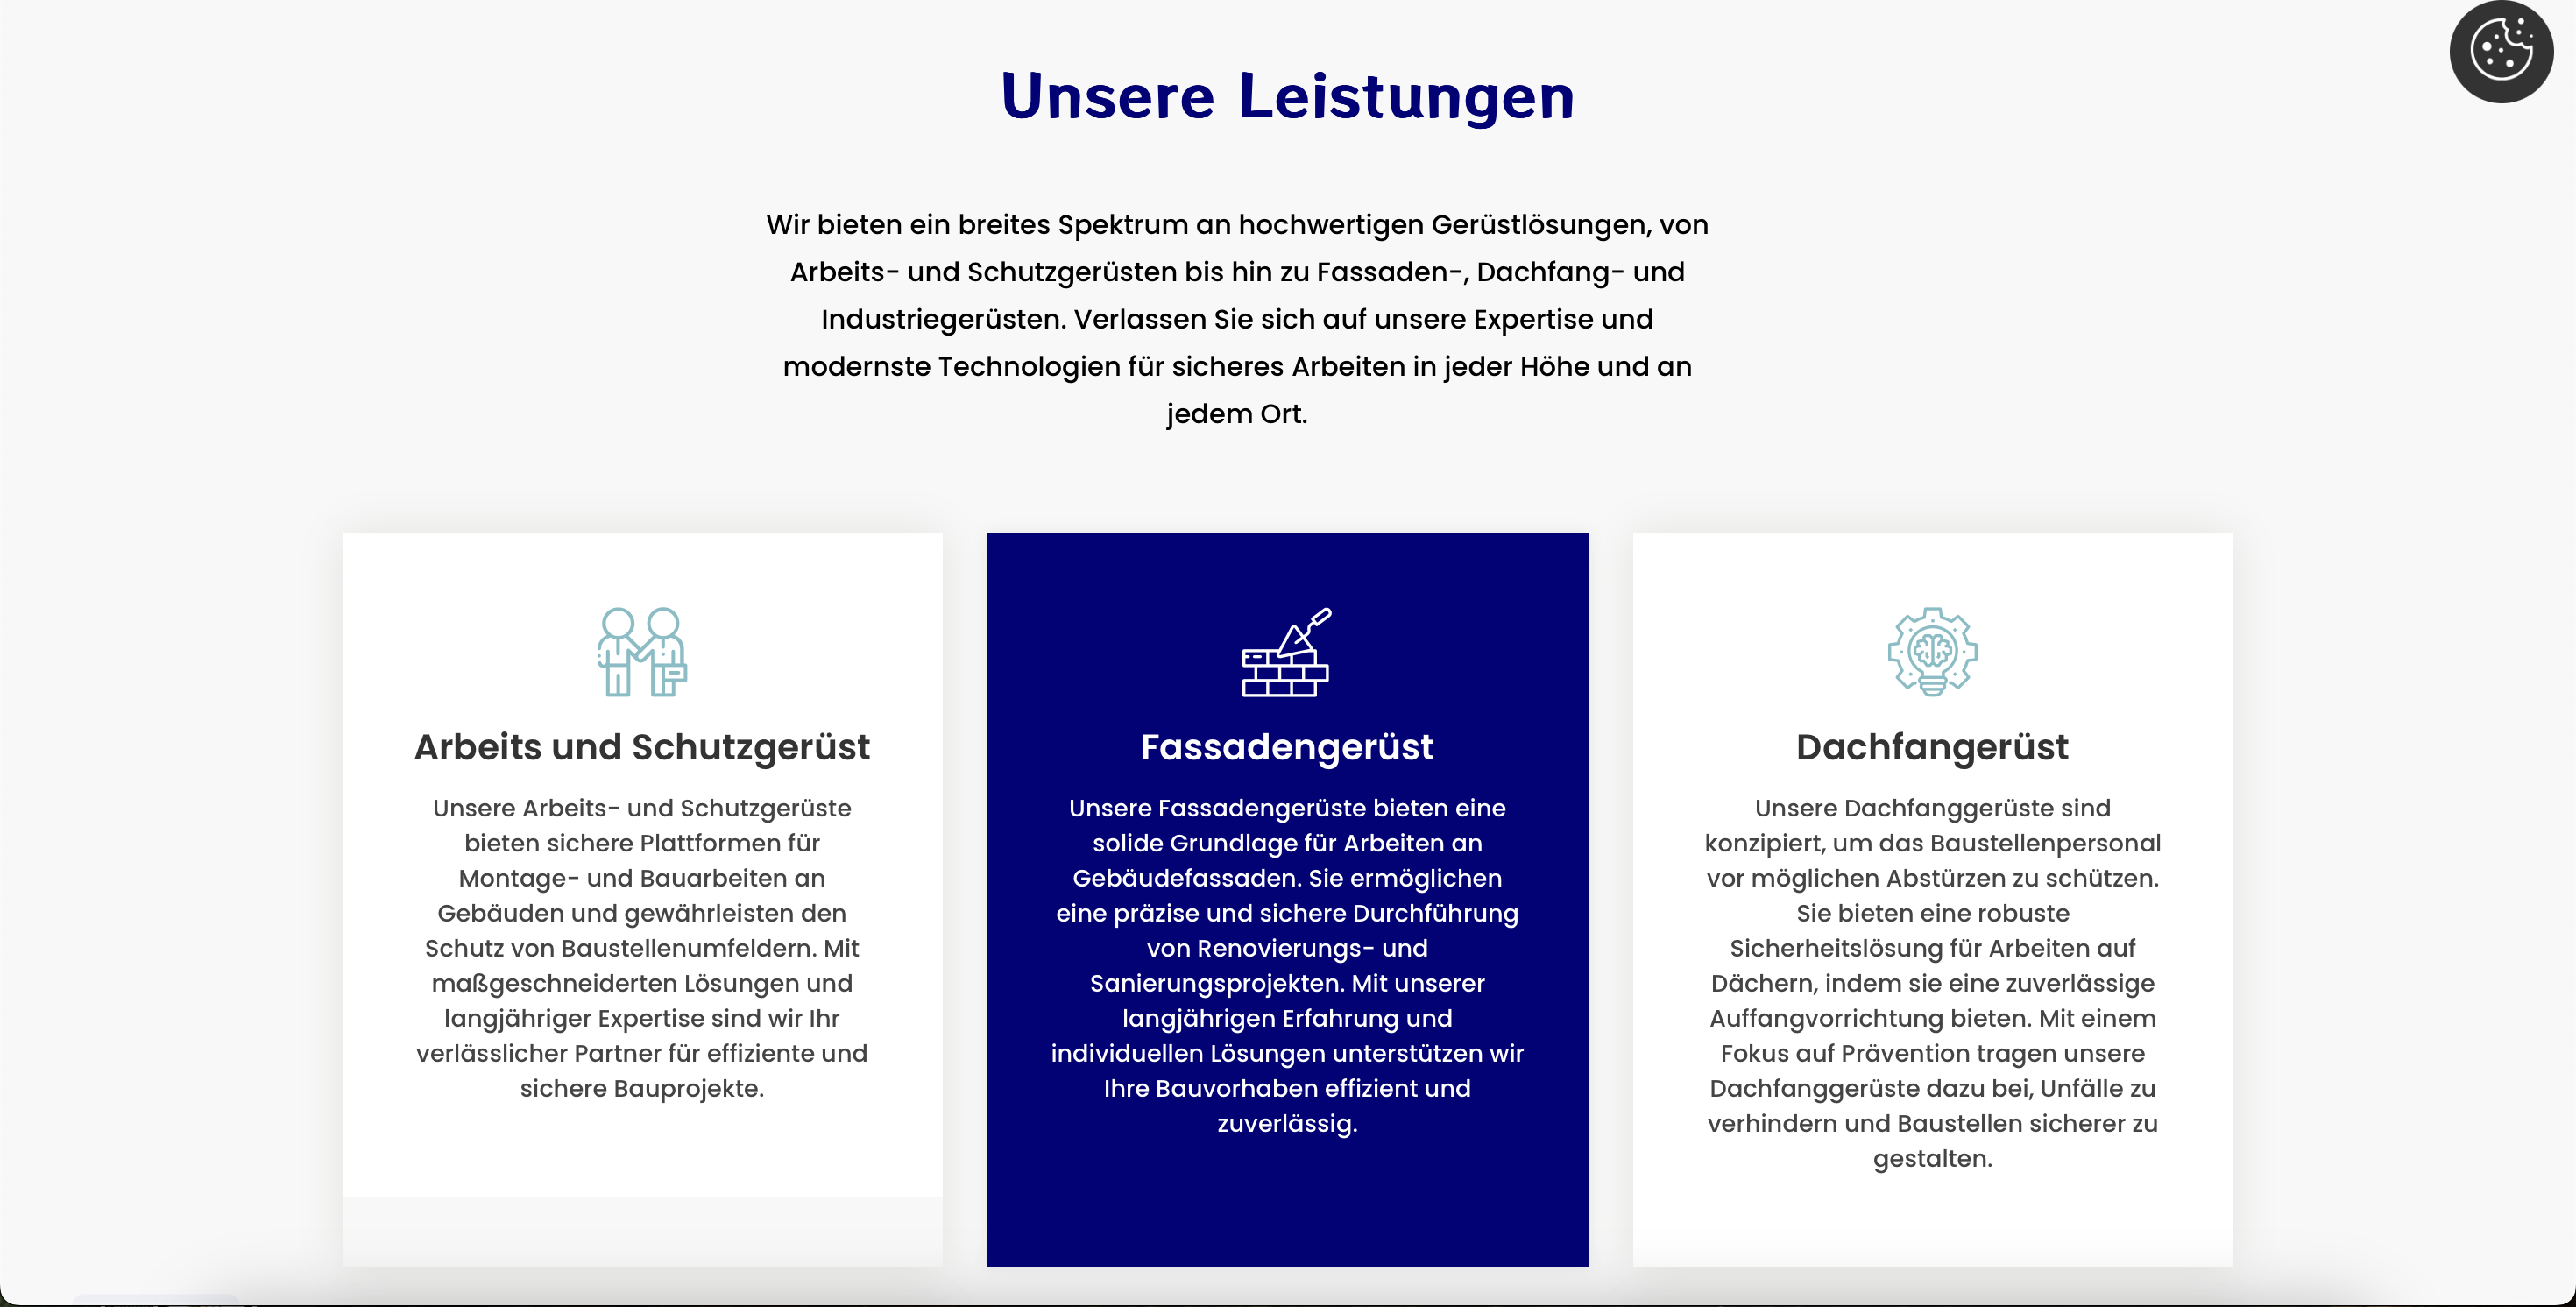 Unsere Leistungen
Wir bieten ein breites Spektrum an hochwertigen Gerüstlösungen, von
Arbeits- und Schutzgerüsten bis hin zu Fassaden-, Dachfang- und
Industriegerüsten. Verlassen Sie sich auf unsere Expertise und
modernste Technologien für sicheres Arbeiten in jeder Höhe und an
jedem Ort.
Arbeits und Schutzgerüst
Unsere Arbeits- und Schutzgerüste
bieten sichere Plattformen für
Montage- und Bauarbeiten an
Gebäuden und gewährleisten den
Schutz von Baustellenumfeldern. Mit
maßgeschneiderten Lösungen und
langjähriger Expertise sind wir Ihr
verlässlicher Partner für effiziente und
sichere Bauprojekte.
Fassadengerüst
Unsere Fassadengerüste bieten eine
solide Grundlage für Arbeiten an
Gebäudefassaden. Sie ermöglichen
eine präzise und sichere Durchführung
von Renovierungs- und
Sanierungsprojekten. Mit unserer
langjährigen Erfahrung und
individuellen Lösungen unterstützen wir
Ihre Bauvorhaben effizient und
zuverlässig.
Dachfangerüst
Unsere Dachfanggerüste sind
konzipiert, um das Baustellenpersonal
vor möglichen Abstürzen zu schützen.
Sie bieten eine robuste
Sicherheitslösung für Arbeiten auf
Dächern, indem sie eine zuverlässige
Auffangvorrichtung bieten. Mit einem
Fokus auf Prävention tragen unsere
Dachfanggerüste dazu bei, Unfälle zu
verhindern und Baustellen sicherer zu
gestalten.